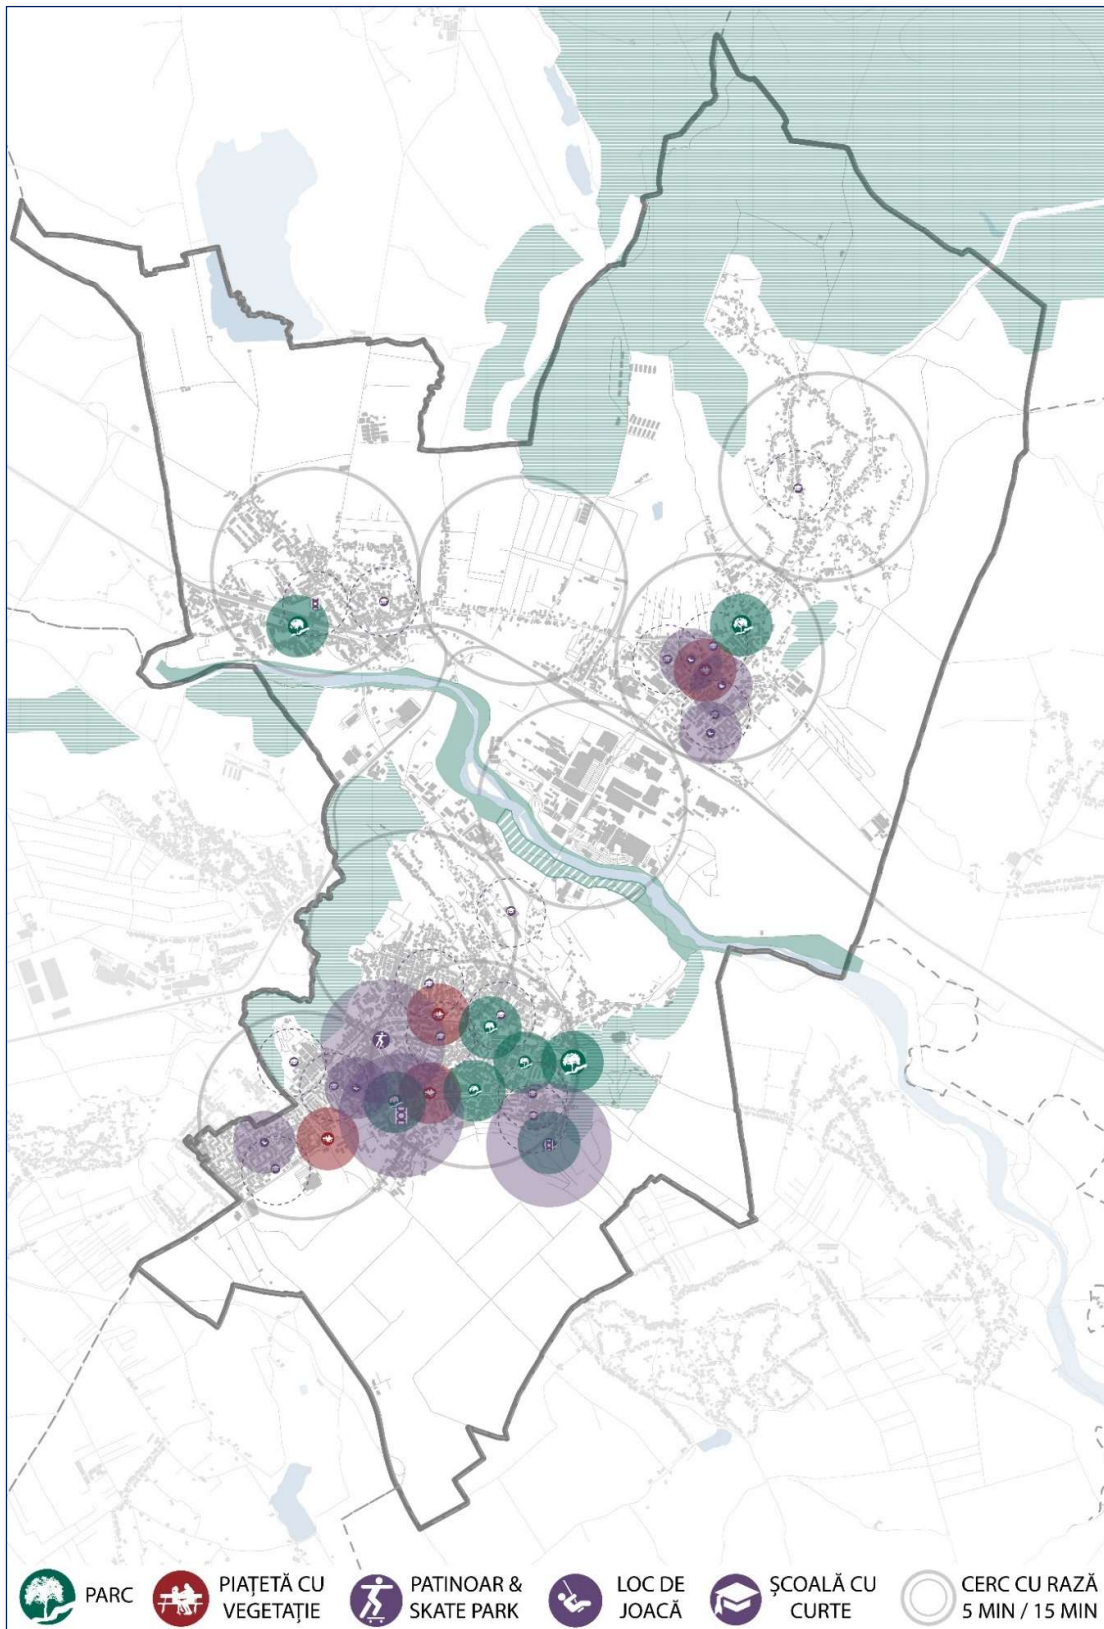 PARC
PIAȚETĂ CU
VEGETAȚIE
PATINOAR &
SKATE PARK
LOC DE
JOACĂ
ȘCOALĂ CU
CURTE
CERC CU RAZĂ
5 MIN / 15 MIN